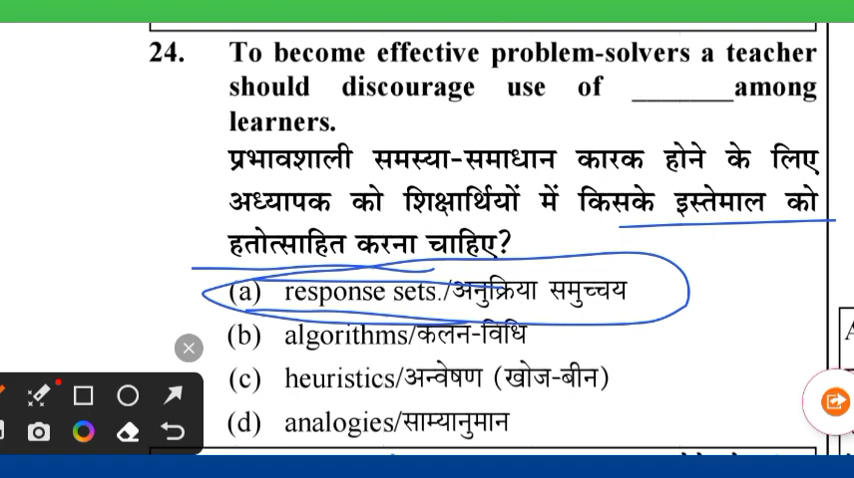 24. To become effective problem-solvers a teacher
should discourage use of _______among
learners.
प्रभावशाली समस्या-समाधान कारक होने के लिए
अध्यापक को शिक्षार्थियों में किसके इस्तेमाल को
हतोत्साहित करना चाहिए?
(a) response sets./अनुक्रिया समुच्चय
(b) algorithms/कलन-विधि
(c) heuristics/अन्वेषण (खोज-बीन)
(d) analogies/साम्यानुमान